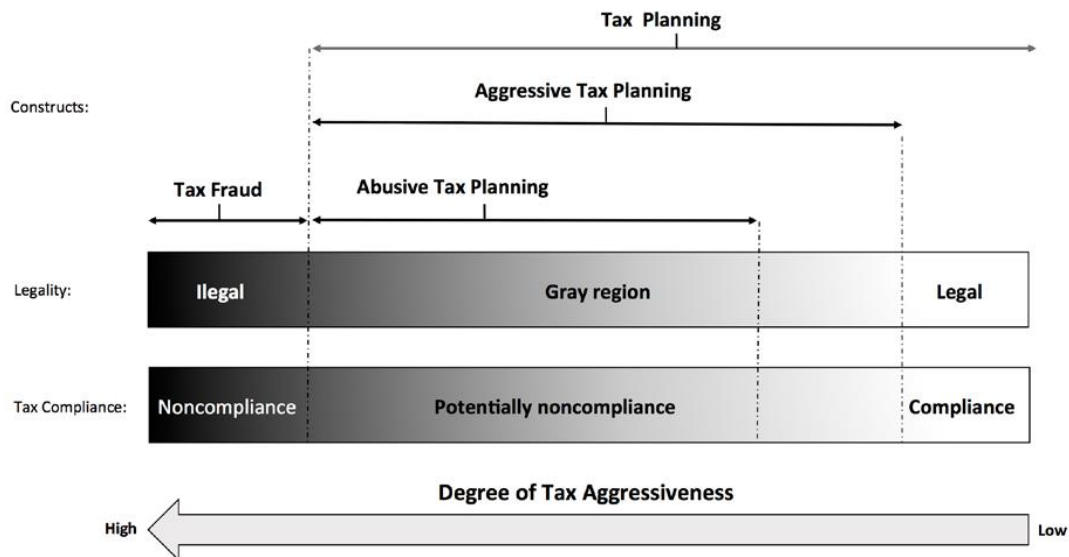 Tax Planning
Aggressive Tax Planning
Constructs:
Tax Fraud
Abusive Tax Planning
Legality:
Ilegal
Gray region
Legal
Tax Compliance:
Noncompliance
Potentially noncompliance
Compliance
Degree of Tax Aggressiveness
High
Low